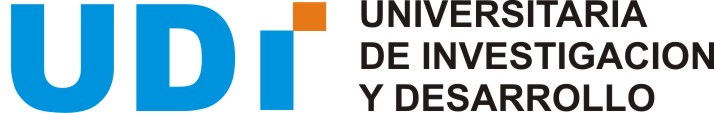 UDI
UNIVERSITARIA
DE INVESTIGACION
Y DESARROLLO